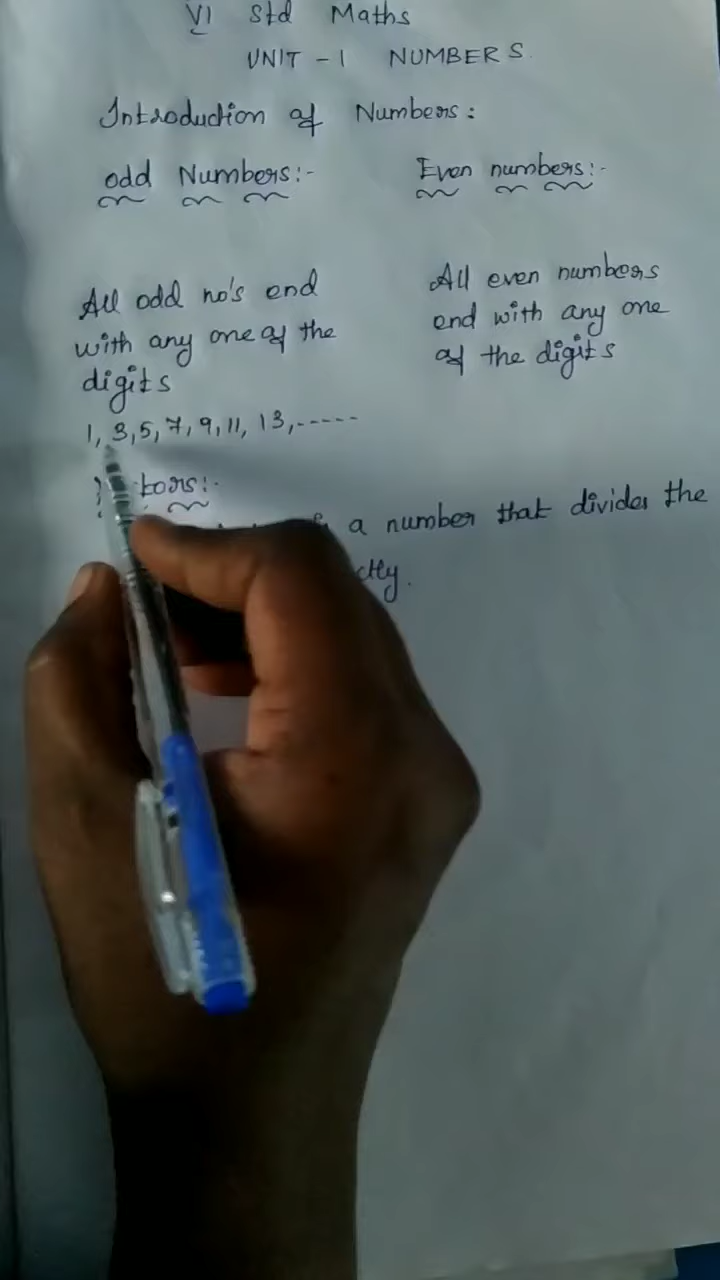 VI Std Maths
UNIT - 1 NUMBERS
Introduction of Numbers:
odd Numbers:-
All odd no's end
with any one of the
digits
1, 3, 5, 7, 9, 11, 13, -----
Even numbers:-
All even numbers
end with any one
of the digits
a number that divides the